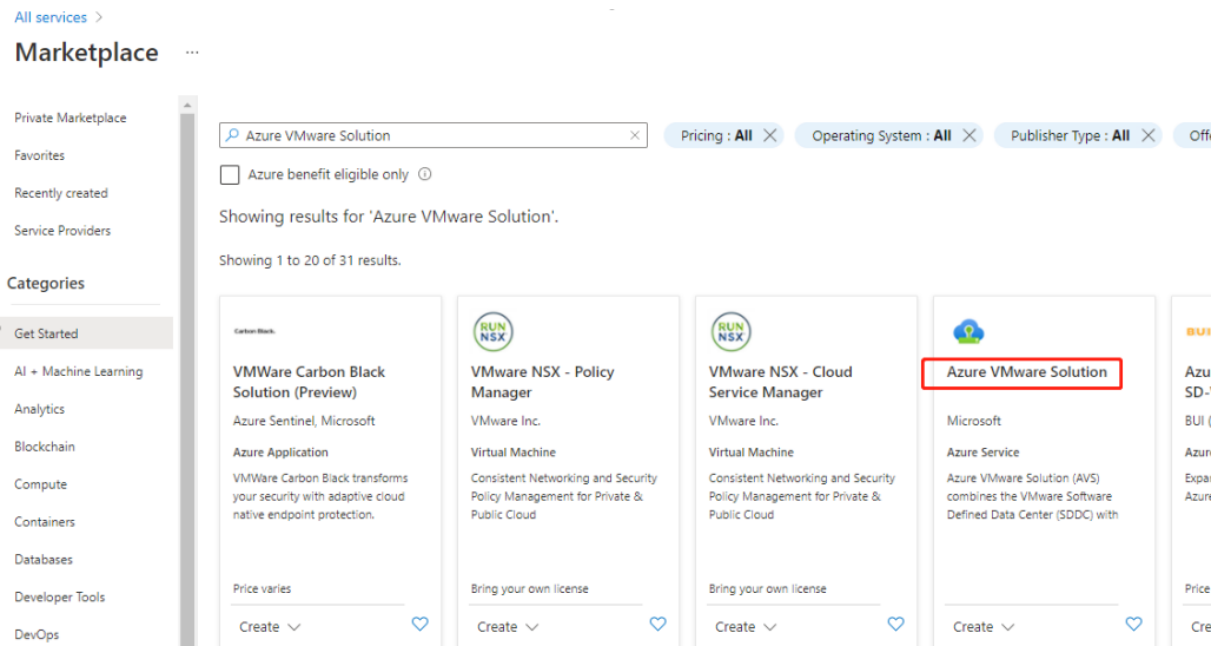 All services >
Marketplace ...
Private Marketplace
Favorites
Recently created
Service Providers
Categories
Get Started
AI + Machine Learning
Analytics
Blockchain
Compute
Containers
Databases
Developer Tools
DevOps
Azure VMware Solution
Pricing : All
Operating System : All
Publisher Type : All
Azure benefit eligible only
Showing results for 'Azure VMware Solution'.
Showing 1 to 20 of 31 results.
Carbon Black.
VMWare Carbon Black
Solution (Preview)
Azure Sentinel, Microsoft
Azure Application
VMWare Carbon Black transforms
your security with adaptive cloud
native endpoint protection.
Price varies
Create
RUN
NSX
VMware NSX - Policy
Manager
VMware Inc.
Virtual Machine
Consistent Networking and Security
Policy Management for Private &
Public Cloud
Bring your own license
Create
RUN
NSX
VMware NSX - Cloud
Service Manager
VMware Inc.
Virtual Machine
Consistent Networking and Security
Policy Management for Private &
Public Cloud
Bring your own license
Create
Azure VMware Solution
Microsoft
Azure Service
Azure VMware Solution (AVS)
combines the VMware Software
Defined Data Center (SDDC) with
Create
BUI
SD-
BUI (
Price